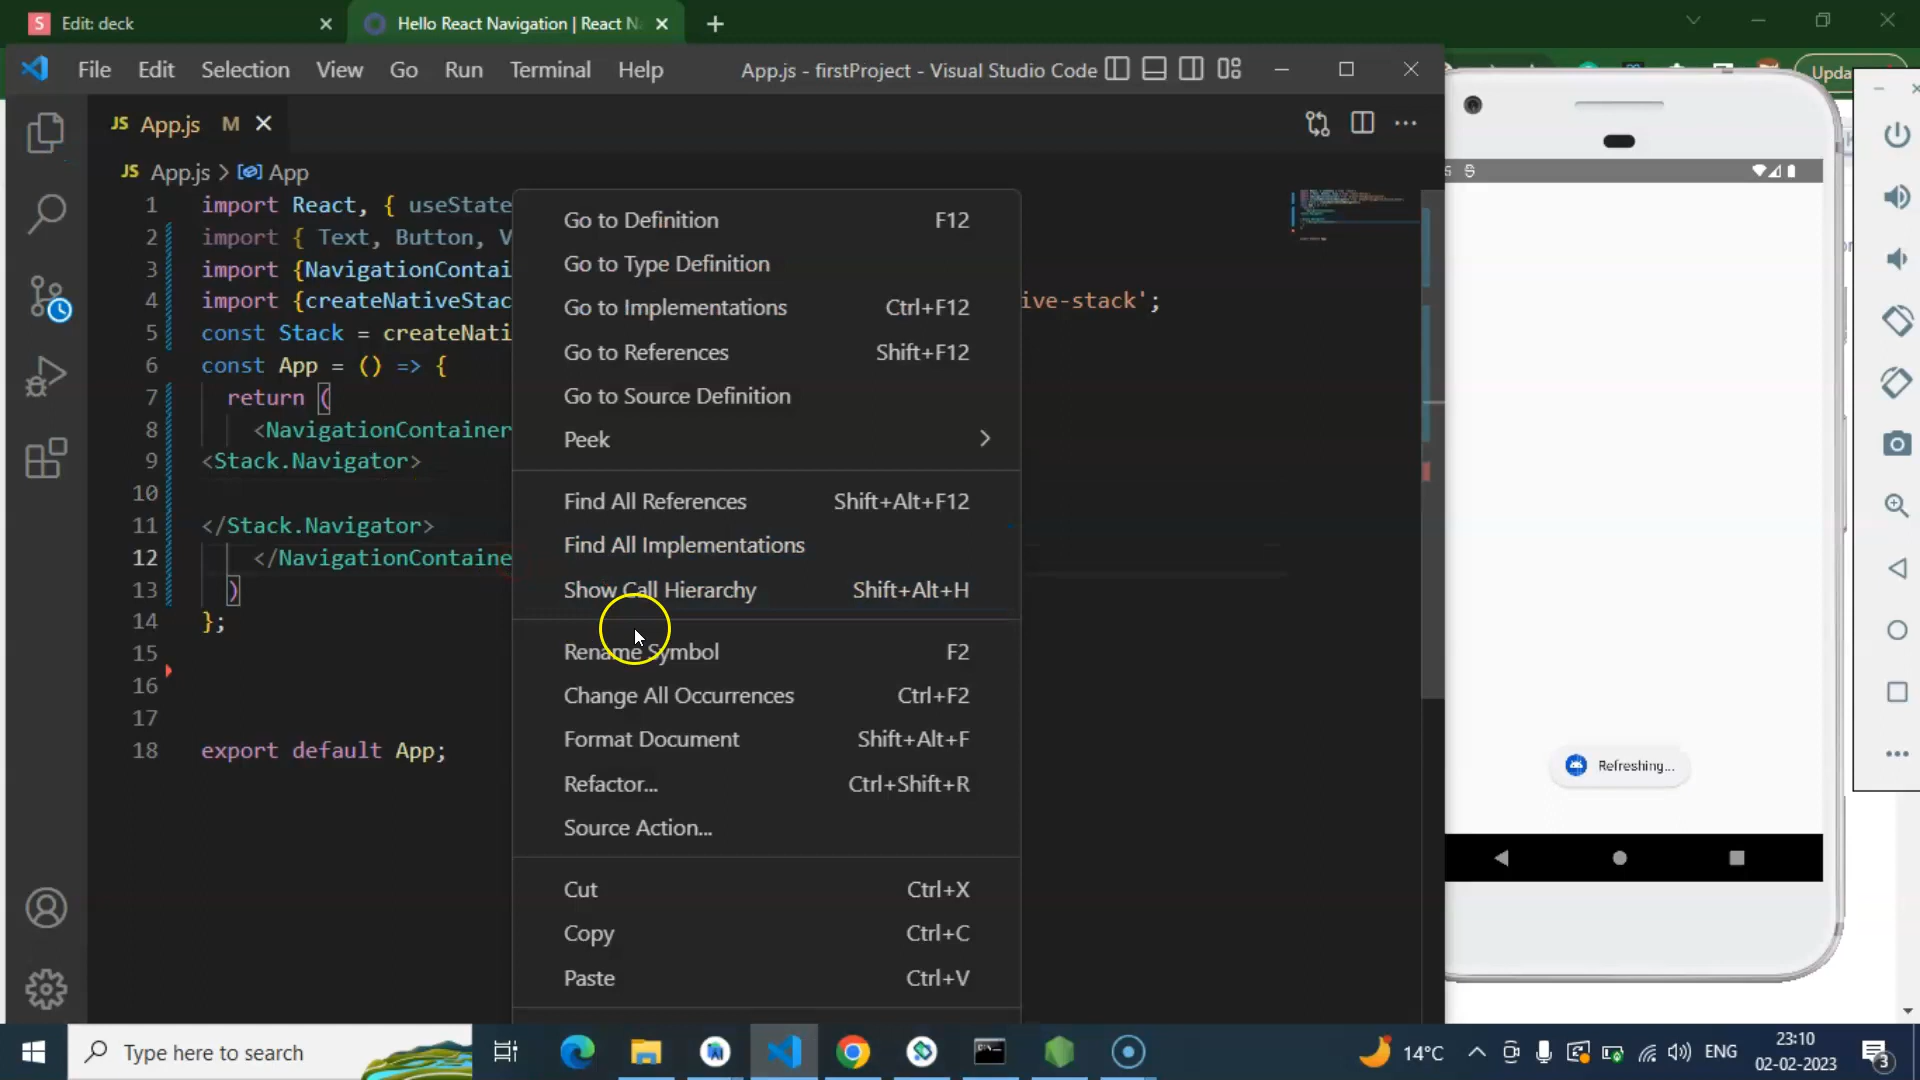 Edit: deck
Hello React Navigation | React N
File Edit Selection View Go Run Terminal Help
App.js - firstProject - Visual Studio Code
Upda
JS App.js M
JS App.js > App
1 import React, { useState
2 import { Text, Button, V
3 import {NavigationContai
4 import {createNativeStac
ive-stack';
5 const Stack = createNati
6 const App = () => {
7 return (
8 <NavigationContainer
9 <Stack.Navigator>
10
11 </Stack.Navigator>
12 </NavigationContaine
13 )
14 };
15
16
17
18 export default App;
Go to Definition F12
Go to Type Definition
Go to Implementations Ctrl+F12
Go to References Shift+F12
Go to Source Definition
Peek
Find All References Shift+Alt+F12
Find All Implementations
Show Call Hierarchy Shift+Alt+H
Rename Symbol F2
Change All Occurrences Ctrl+F2
Format Document Shift+Alt+F
Refactor... Ctrl+Shift+R
Source Action...
Cut Ctrl+X
Copy Ctrl+C
Paste Ctrl+V
Refreshing...
Type here to search
14°C
ENG
23:10
02-02-2023
3